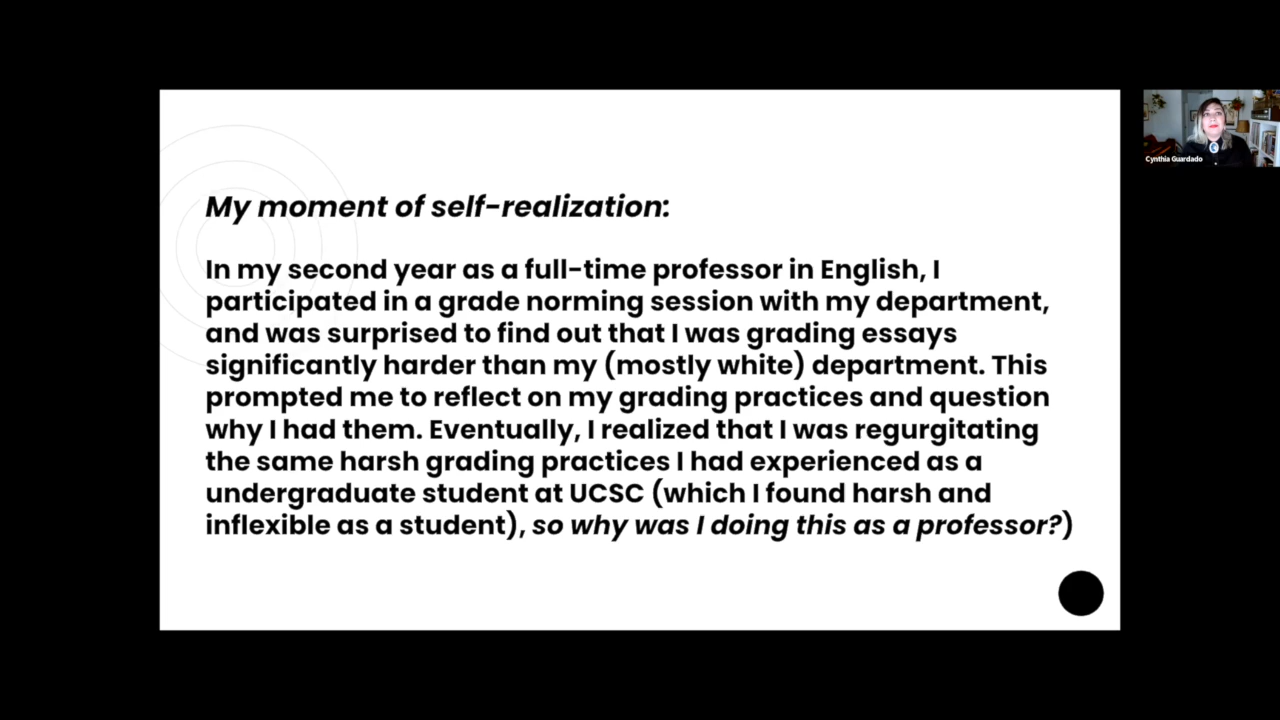 My moment of self-realization:
In my second year as a full-time professor in English, I
participated in a grade norming session with my department,
and was surprised to find out that I was grading essays
significantly harder than my (mostly white) department. This
prompted me to reflect on my grading practices and question
why I had them. Eventually, I realized that I was regurgitating
the same harsh grading practices I had experienced as a
undergraduate student at UCSC (which I found harsh and
inflexible as a student), so why was I doing this as a professor?)
Cynthia Guardado